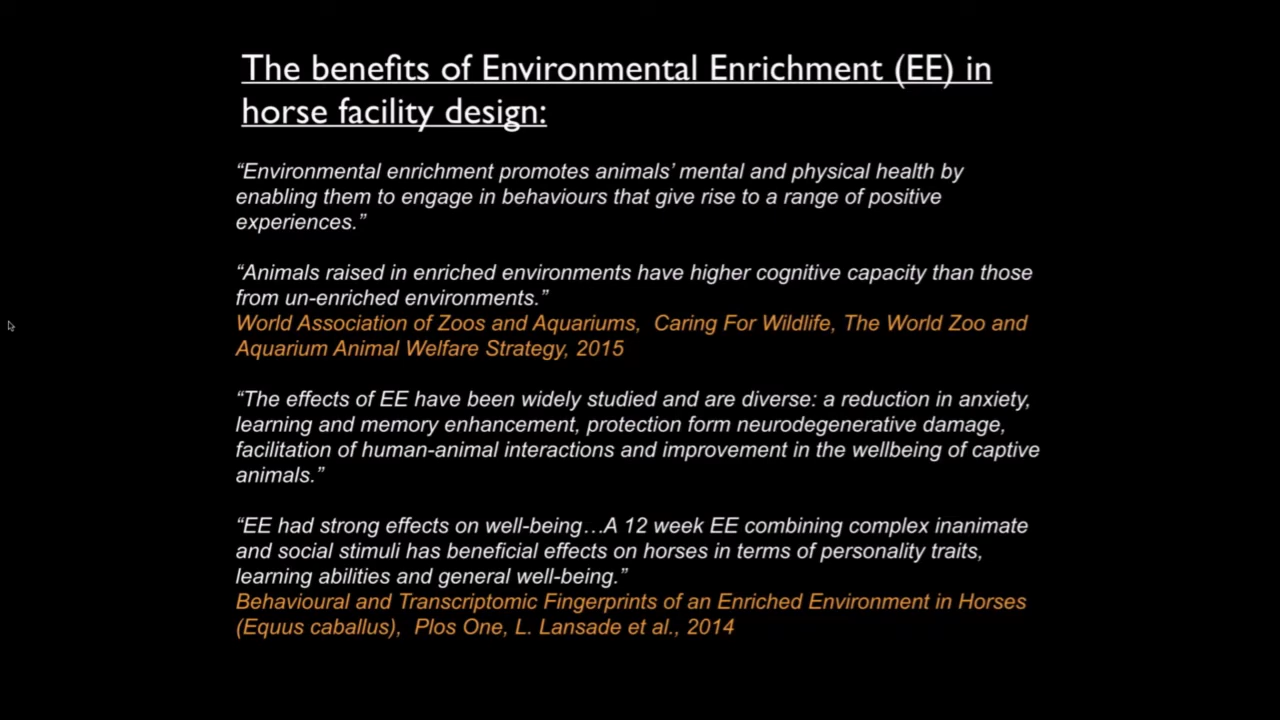 The benefits of Environmental Enrichment (EE) in
horse facility design:
“Environmental enrichment promotes animals’ mental and physical health by
enabling them to engage in behaviours that give rise to a range of positive
experiences.”
“Animals raised in enriched environments have higher cognitive capacity than those
from un-enriched environments.”
World Association of Zoos and Aquariums,  Caring For Wildlife, The World Zoo and
Aquarium Animal Welfare Strategy, 2015
“The effects of EE have been widely studied and are diverse: a reduction in anxiety,
learning and memory enhancement, protection form neurodegenerative damage,
facilitation of human-animal interactions and improvement in the wellbeing of captive
animals.”
“EE had strong effects on well-being…A 12 week EE combining complex inanimate
and social stimuli has beneficial effects on horses in terms of personality traits,
learning abilities and general well-being.”
Behavioural and Transcriptomic Fingerprints of an Enriched Environment in Horses
(Equus caballus),  Plos One, L. Lansade et al., 2014